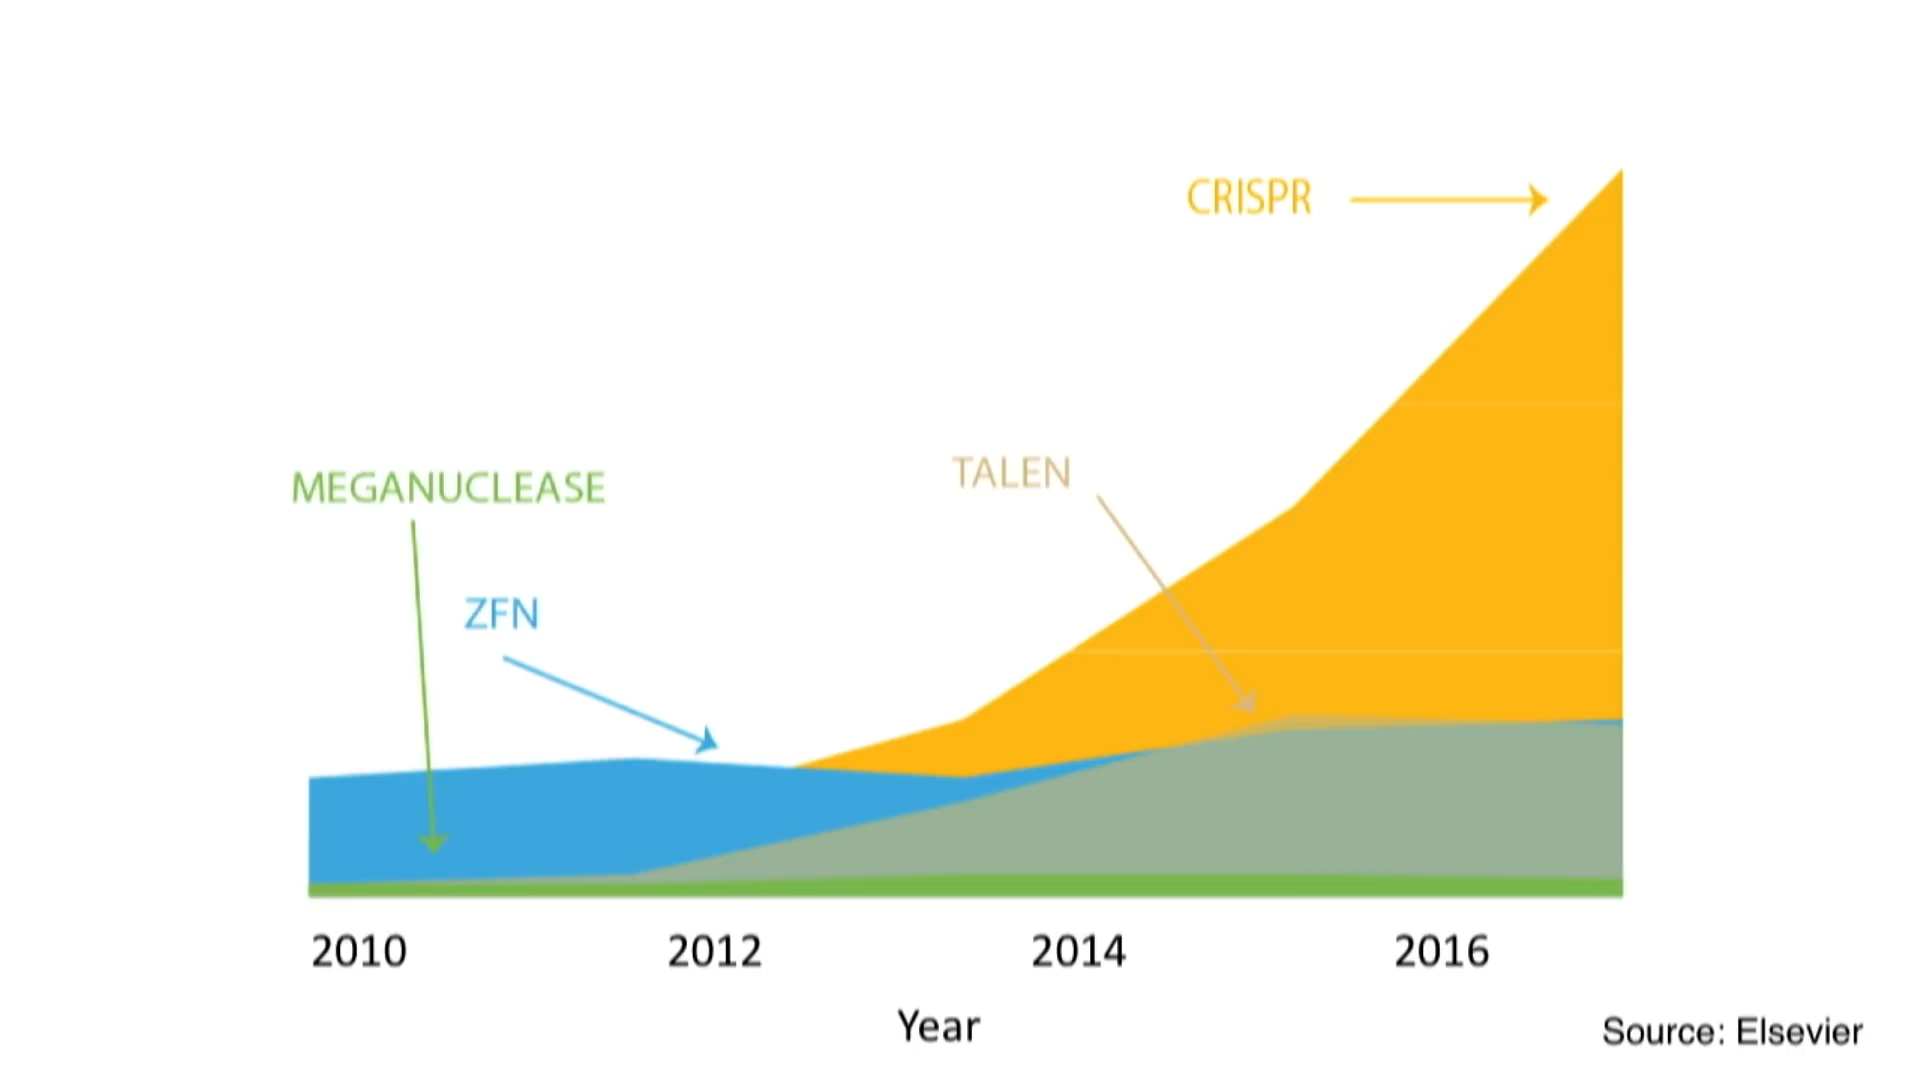 CRISPR
TALEN
MEGANUCLEASE
ZFN
2010 2012 2014 2016
Year
Source: Elsevier